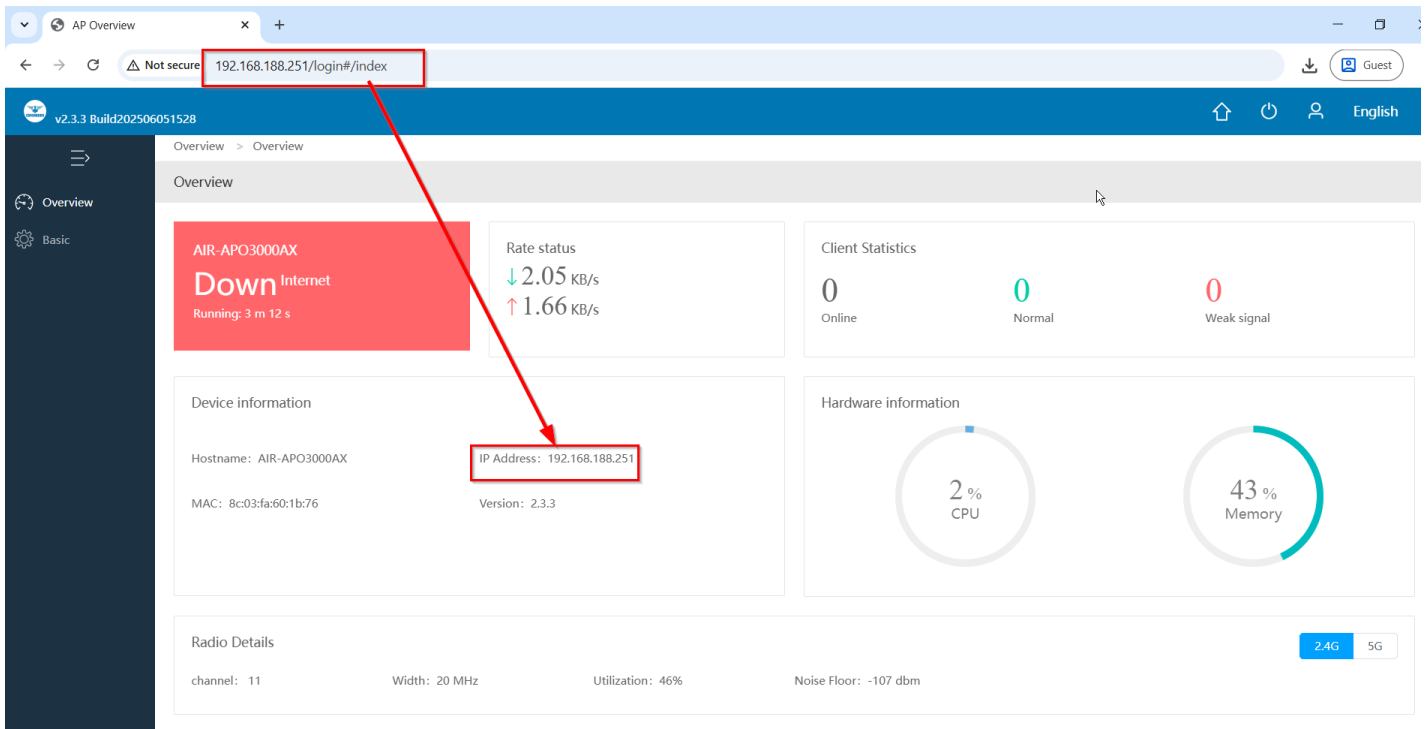 AP Overview
Not secure 192.168.188.251/login#/index
Guest
v2.3.3 Build202506051528
English
Overview > Overview
Overview
Overview
Basic
AIR-APO3000AX
Down Internet
Running: 3 m 12 s
Rate status
↓ 2.05 KB/s
↑ 1.66 KB/s
Client Statistics
0 0 0
Online Normal Weak signal
Device information
Hostname: AIR-APO3000AX IP Address: 192.168.188.251
MAC: 8c:03:fa:60:1b:76 Version: 2.3.3
Hardware information
2 % 43 %
CPU Memory
Radio Details
2.4G 5G
channel: 11 Width: 20 MHz Utilization: 46% Noise Floor: -107 dbm